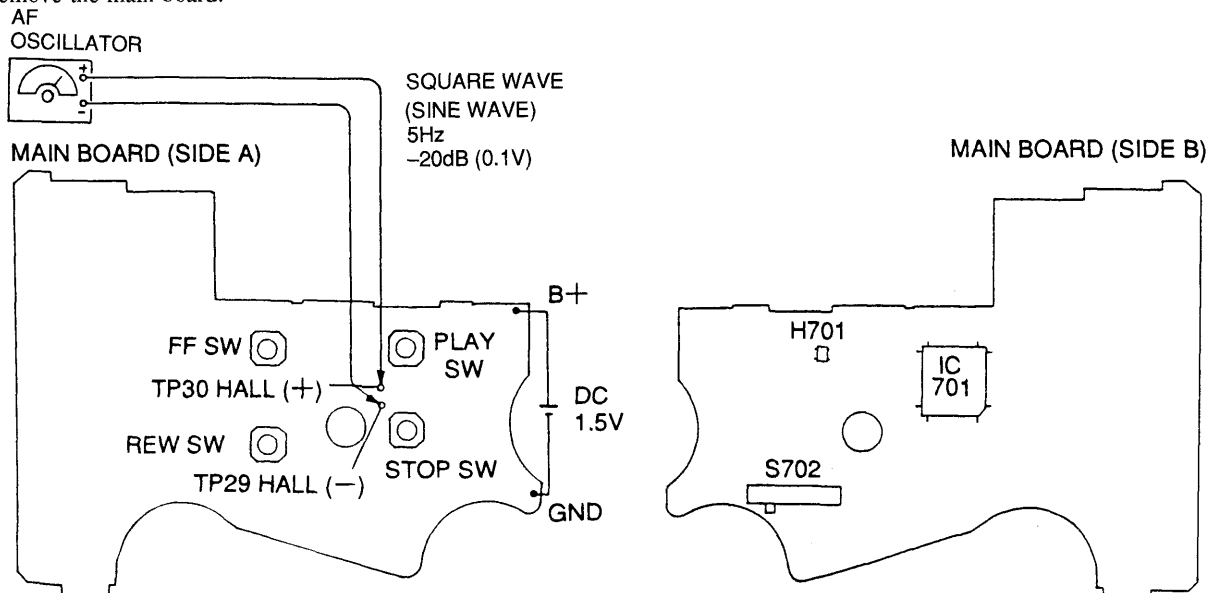 remove the main board.
AF
OSCILLATOR
+
−
SQUARE WAVE
(SINE WAVE)
5Hz
−20dB (0.1V)
MAIN BOARD (SIDE A)
MAIN BOARD (SIDE B)
B+
FF SW
PLAY
SW
TP30 HALL (+)
DC
1.5V
REW SW
STOP SW
TP29 HALL (−)
GND
H701
IC
701
S702